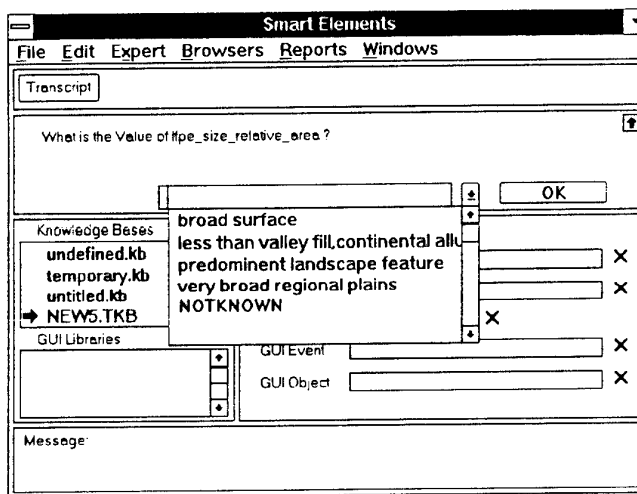 Smart Elements
File Edit Expert Browsers Reports Windows
Transcript
What is the Value of ffpe_size_relative_area ?
OK
broad surface
less than valley fill,continental allu
predominent landscape feature
very broad regional plains
NOTKNOWN
Knowledge Bases
undefined.kb
temporary.kb
untitled.kb
NEW5.TKB
GUI Libraries
GUI Event
GUI Object
Message: